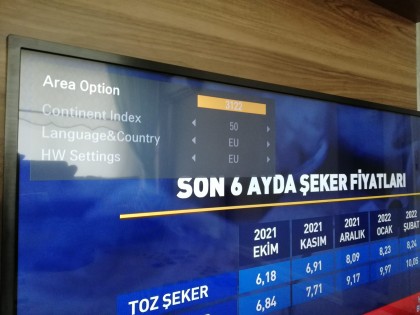 Area Option
3122
Continent Index 50
Language&Country EU
HW Settings EU
SON 6 AYDA ŞEKER FİYATLARI
2021 EKİM 2021 KASIM 2021 ARALIK 2022 OCAK 2022 ŞUBAT
TOZ ŞEKER 6,18 6,91 8,09 8,23 8,24
6,84 7,71 9,17 9,97 10,05